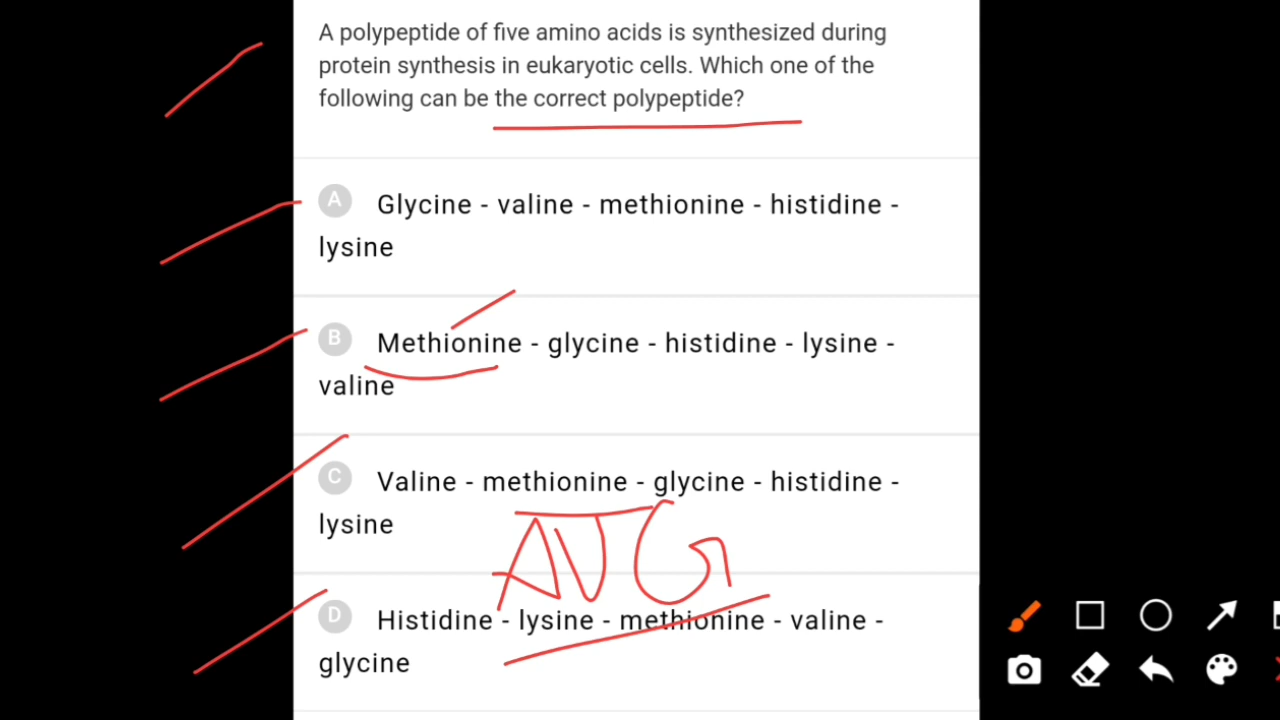 A polypeptide of five amino acids is synthesized during
protein synthesis in eukaryotic cells. Which one of the
following can be the correct polypeptide?
A Glycine - valine - methionine - histidine -
lysine
B Methionine - glycine - histidine - lysine -
valine
C Valine - methionine - glycine - histidine -
lysine
AUG
D Histidine - lysine - methionine - valine -
glycine